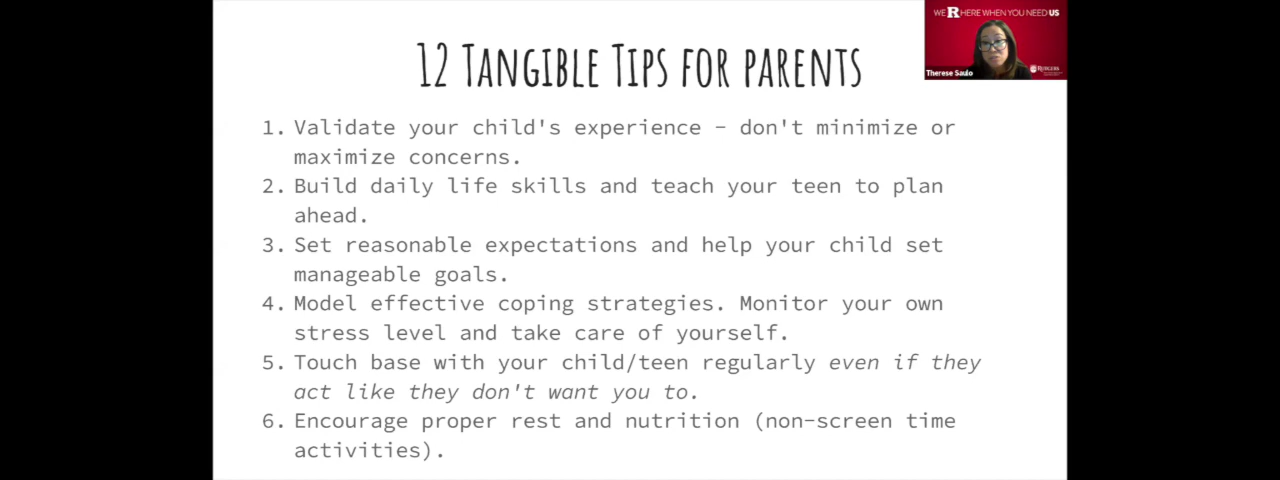 WE R HERE WHEN YOU NEED US
12 TANGIBLE TIPS FOR PARENTS
Therese Saulo
RUTGERS
1. Validate your child's experience – don't minimize or
maximize concerns.
2. Build daily life skills and teach your teen to plan
ahead.
3. Set reasonable expectations and help your child set
manageable goals.
4. Model effective coping strategies. Monitor your own
stress level and take care of yourself.
5. Touch base with your child/teen regularly even if they
act like they don't want you to.
6. Encourage proper rest and nutrition (non-screen time
activities).